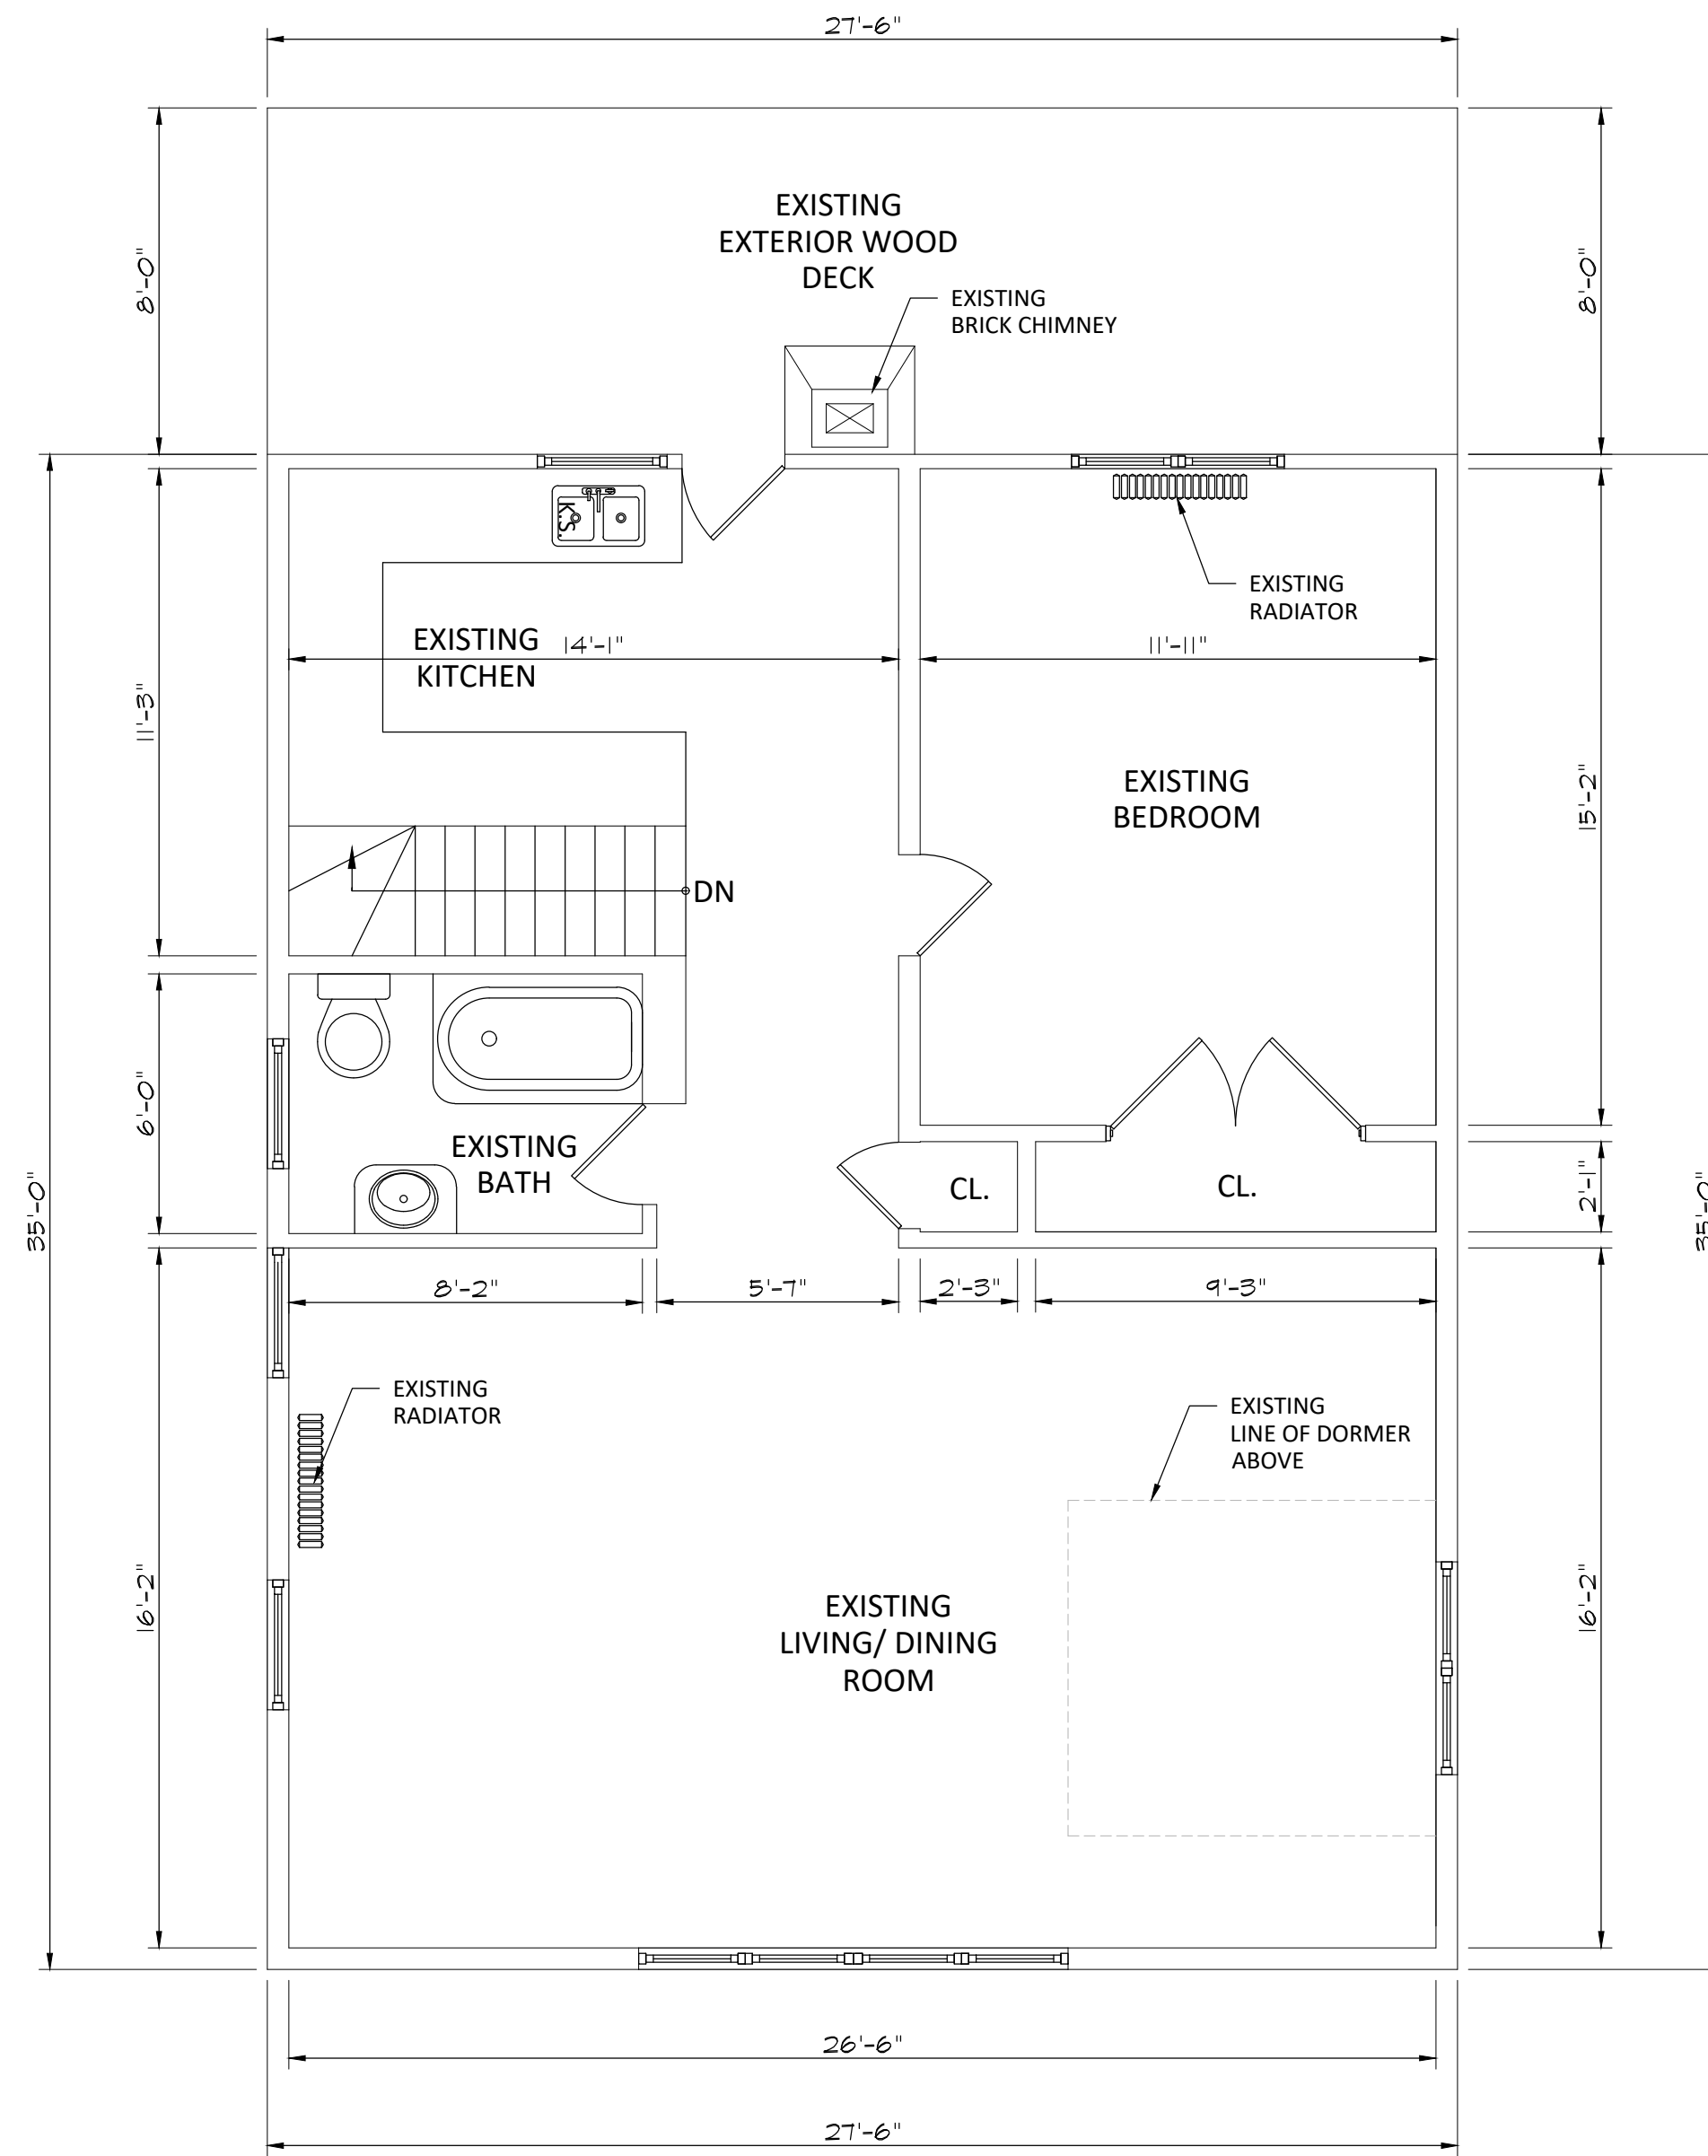 27'-6"
EXISTING
EXTERIOR WOOD
DECK
8'-0"
8'-0"
EXISTING
BRICK CHIMNEY
K.S.
EXISTING
RADIATOR
EXISTING
KITCHEN
14'-1"
11'-11"
11'-3"
EXISTING
BEDROOM
15'-2"
DN
6'-0"
EXISTING
BATH
CL.
CL.
2'-1"
35'-0"
35'-0"
8'-2"
5'-7"
2'-3"
9'-3"
EXISTING
RADIATOR
EXISTING
LINE OF DORMER
ABOVE
16'-2"
16'-2"
EXISTING
LIVING/ DINING
ROOM
26'-6"
27'-6"